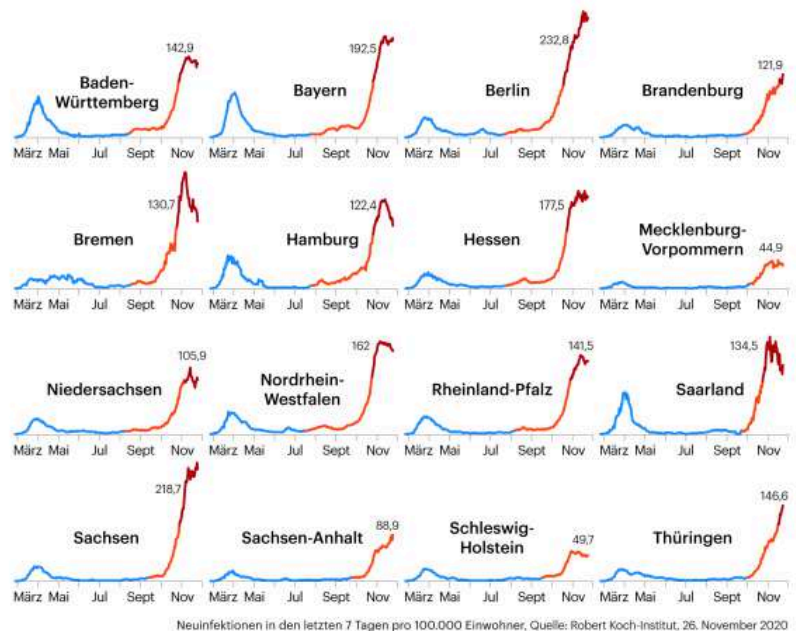 142,9
Baden-
Württemberg
März Mai Jul Sept Nov
192,5
Bayern
März Mai Jul Sept Nov
232,8
Berlin
März Mai Jul Sept Nov
121,9
Brandenburg
März Mai Jul Sept Nov
130,7
Bremen
März Mai Jul Sept Nov
122,4
Hamburg
März Mai Jul Sept Nov
177,5
Hessen
März Mai Jul Sept Nov
Mecklenburg-
Vorpommern
44,9
März Mai Jul Sept Nov
105,9
Niedersachsen
März Mai Jul Sept Nov
162
Nordrhein-
Westfalen
März Mai Jul Sept Nov
141,5
Rheinland-Pfalz
März Mai Jul Sept Nov
134,5
Saarland
März Mai Jul Sept Nov
218,7
Sachsen
März Mai Jul Sept Nov
88,9
Sachsen-Anhalt
März Mai Jul Sept Nov
Schleswig-
Holstein
49,7
März Mai Jul Sept Nov
146,6
Thüringen
März Mai Jul Sept Nov
Neuinfektionen in den letzten 7 Tagen pro 100.000 Einwohner, Quelle: Robert Koch-Institut, 26. November 2020